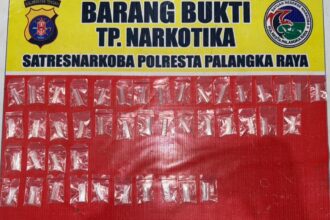 BARANG BUKTI
TP. NARKOTIKA
SATRESNARKOBA POLRESTA PALANGKA RAYA